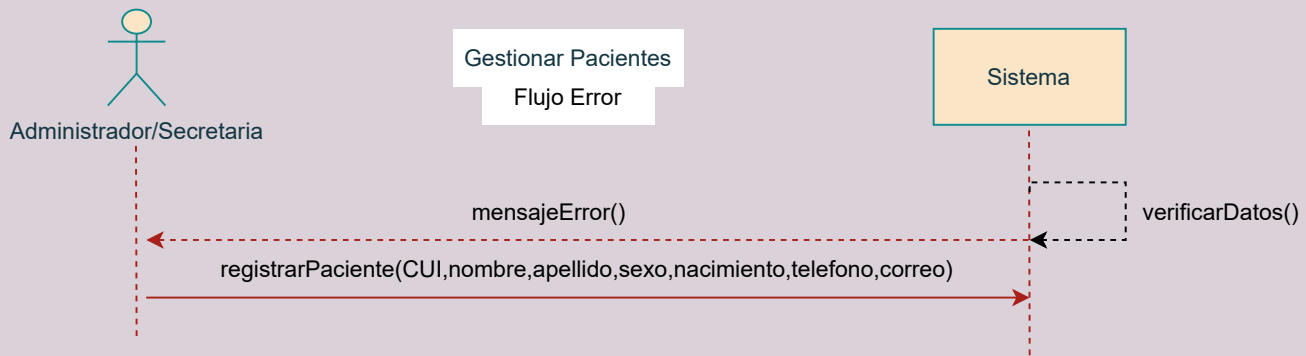 Gestionar Pacientes
Flujo Error
Sistema
Administrador/Secretaria
mensajeError()
verificarDatos()
registrarPaciente(CUI,nombre,apellido,sexo,nacimiento,telefono,correo)